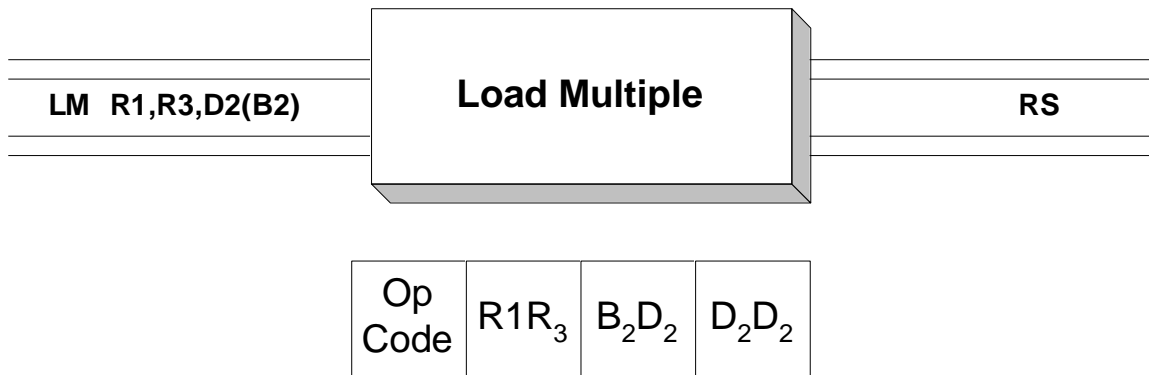 LM R1,R3,D2(B2)
Load Multiple
RS
Op
Code
R1R₃
B₂D₂
D₂D₂